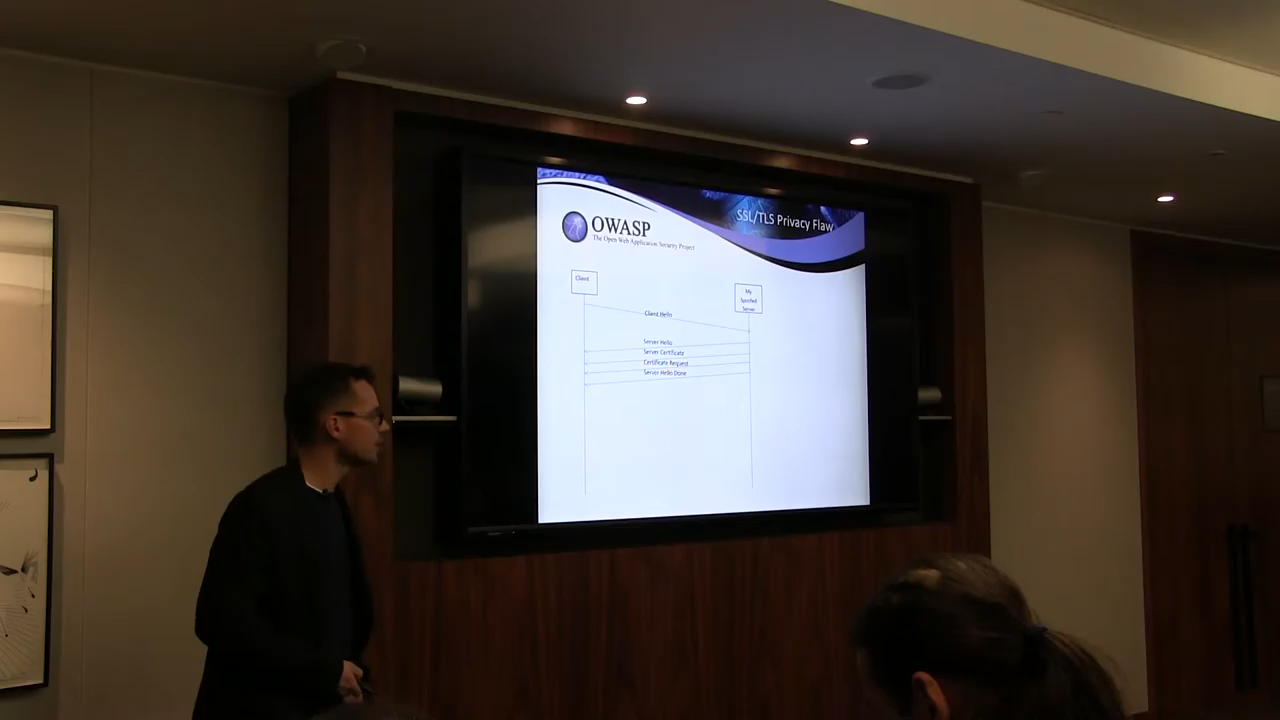 SSL/TLS Privacy Flaw
OWASP
The Open Web Application Security Project
Client
My
Spoofed
Server
Client Hello
Server Hello
Server Certificate
Certificate Request
Server Hello Done